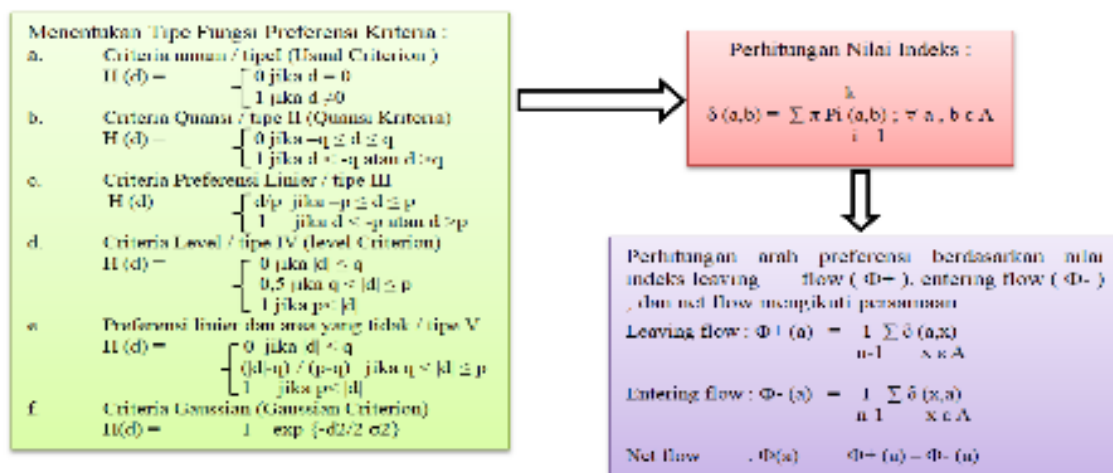 Menentukan Tipe Fungsi Preferensi Kriteria :
a. Criteria umum / tipeI (Usual Criterion )
H (d) = 0 jika d = 0
1 jika d ≠0
b. Criteria Quansi / tipe II (Quansi Kriteria)
H (d) = 0 jika –q ≤ d ≤ q
1 jika d < -q atau d >q
c. Criteria Preferensi Linier / tipe III
H (d) d/p jika –p ≤ d ≤ p
1 jika d < -p atau d >p
d. Criteria Level / tipe IV (level Criterion)
H (d) = 0 jika |d| < q
0,5 jika q < |d| ≤ p
1 jika p< |d|
e. Preferensi linier dan area yang tidak / tipe V
H (d) = 0 jika |d| < q
(|d|-q) / (p-q) jika q < |d| ≤ p
1 jika p< |d|
f. Criteria Gaussian (Gaussian Criterion)
H(d) = 1 exp {-d2/2 σ2}
Perhitungan Nilai Indeks :
k
δ (a,b) = ∑ π Pi (a,b) ; ∀ a , b ε A
i 1
Perhitungan arah preferensi berdasarkan nilai
indeks leaving flow ( Φ+ ), entering flow ( Φ- )
, dan net flow mengikuti persamaan
Leaving flow : Φ+ (a) = 1 ∑ δ (a,x)
n-1 x ε A
Entering flow : Φ- (a) = 1 ∑ δ (x,a)
n 1 x ε A
Net flow : Φ(a) Φ+ (a) – Φ- (a)